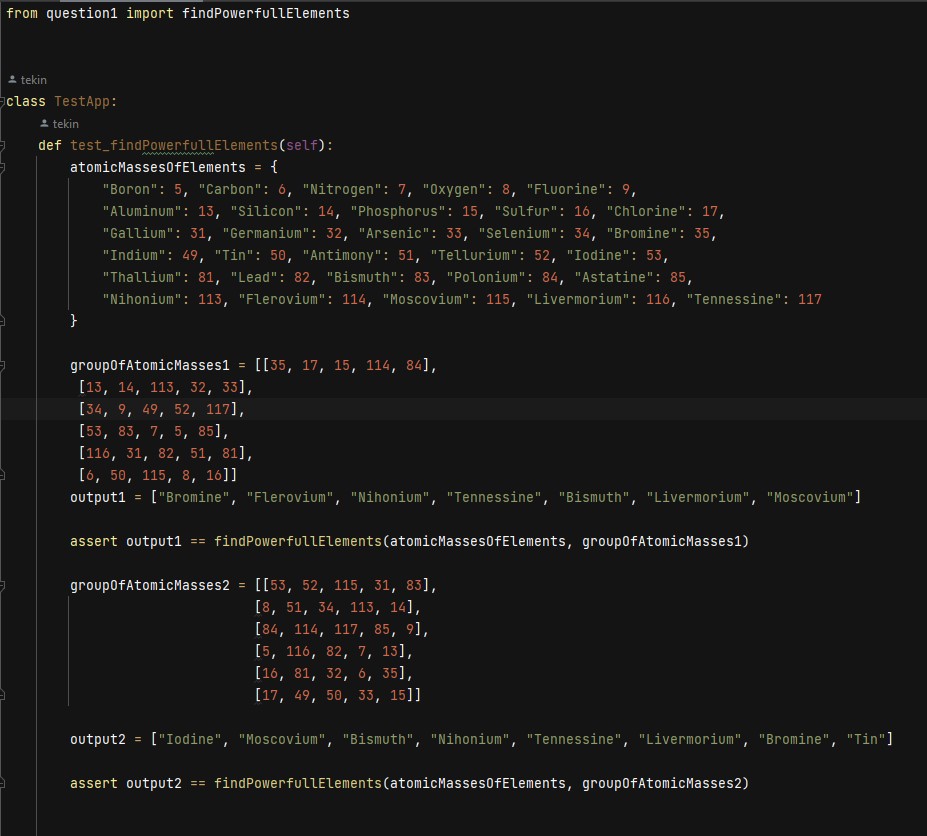 from question1 import findPowerfullElements
tekin
class TestApp:
tekin
def test_findPowerfullElements(self):
atomicMassesOfElements = {
"Boron": 5, "Carbon": 6, "Nitrogen": 7, "Oxygen": 8, "Fluorine": 9,
"Aluminum": 13, "Silicon": 14, "Phosphorus": 15, "Sulfur": 16, "Chlorine": 17,
"Gallium": 31, "Germanium": 32, "Arsenic": 33, "Selenium": 34, "Bromine": 35,
"Indium": 49, "Tin": 50, "Antimony": 51, "Tellurium": 52, "Iodine": 53,
"Thallium": 81, "Lead": 82, "Bismuth": 83, "Polonium": 84, "Astatine": 85,
"Nihonium": 113, "Flerovium": 114, "Moscovium": 115, "Livermorium": 116, "Tennessine": 117
}
groupOfAtomicMasses1 = [[35, 17, 15, 114, 84],
[13, 14, 113, 32, 33],
[34, 9, 49, 52, 117],
[53, 83, 7, 5, 85],
[116, 31, 82, 51, 81],
[6, 50, 115, 8, 16]]
output1 = ["Bromine", "Flerovium", "Nihonium", "Tennessine", "Bismuth", "Livermorium", "Moscovium"]
assert output1 == findPowerfullElements(atomicMassesOfElements, groupOfAtomicMasses1)
groupOfAtomicMasses2 = [[53, 52, 115, 31, 83],
[8, 51, 34, 113, 14],
[84, 114, 117, 85, 9],
[5, 116, 82, 7, 13],
[16, 81, 32, 6, 35],
[17, 49, 50, 33, 15]]
output2 = ["Iodine", "Moscovium", "Bismuth", "Nihonium", "Tennessine", "Livermorium", "Bromine", "Tin"]
assert output2 == findPowerfullElements(atomicMassesOfElements, groupOfAtomicMasses2)